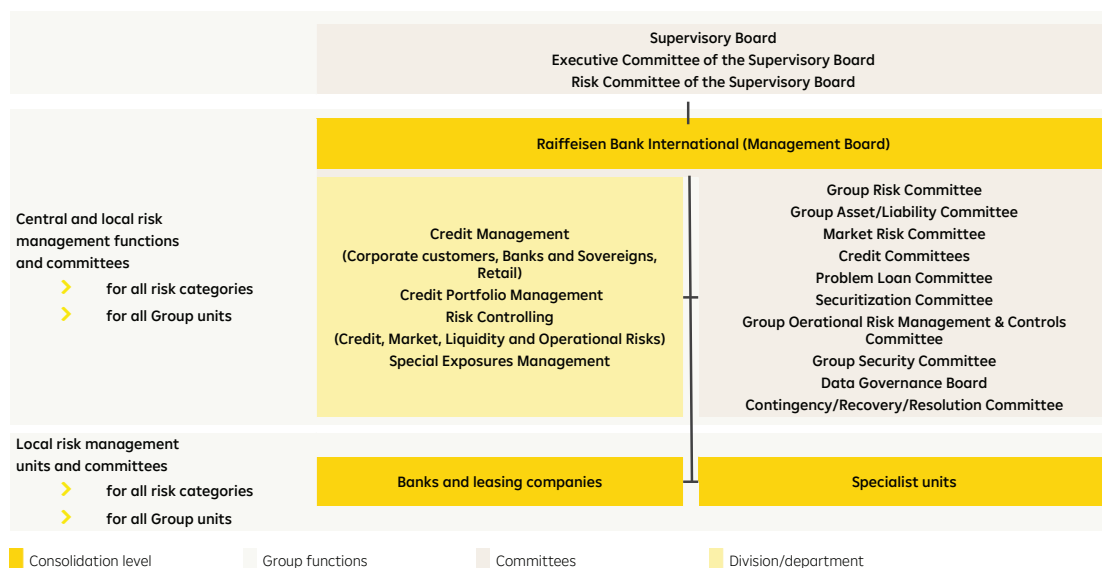 Supervisory Board
Executive Committee of the Supervisory Board
Risk Committee of the Supervisory Board
Raiffeisen Bank International (Management Board)
Central and local risk
management functions
and committees
for all risk categories
for all Group units
Credit Management
(Corporate customers, Banks and Sovereigns,
Retail)
Credit Portfolio Management
Risk Controlling
(Credit, Market, Liquidity and Operational Risks)
Special Exposures Management
Group Risk Committee
Group Asset/Liability Committee
Market Risk Committee
Credit Committees
Problem Loan Committee
Securitization Committee
Group Oerational Risk Management & Controls
Committee
Group Security Committee
Data Governance Board
Contingency/Recovery/Resolution Committee
Local risk management
units and committees
for all risk categories
for all Group units
Banks and leasing companies
Specialist units
Consolidation level
Group functions
Committees
Division/department